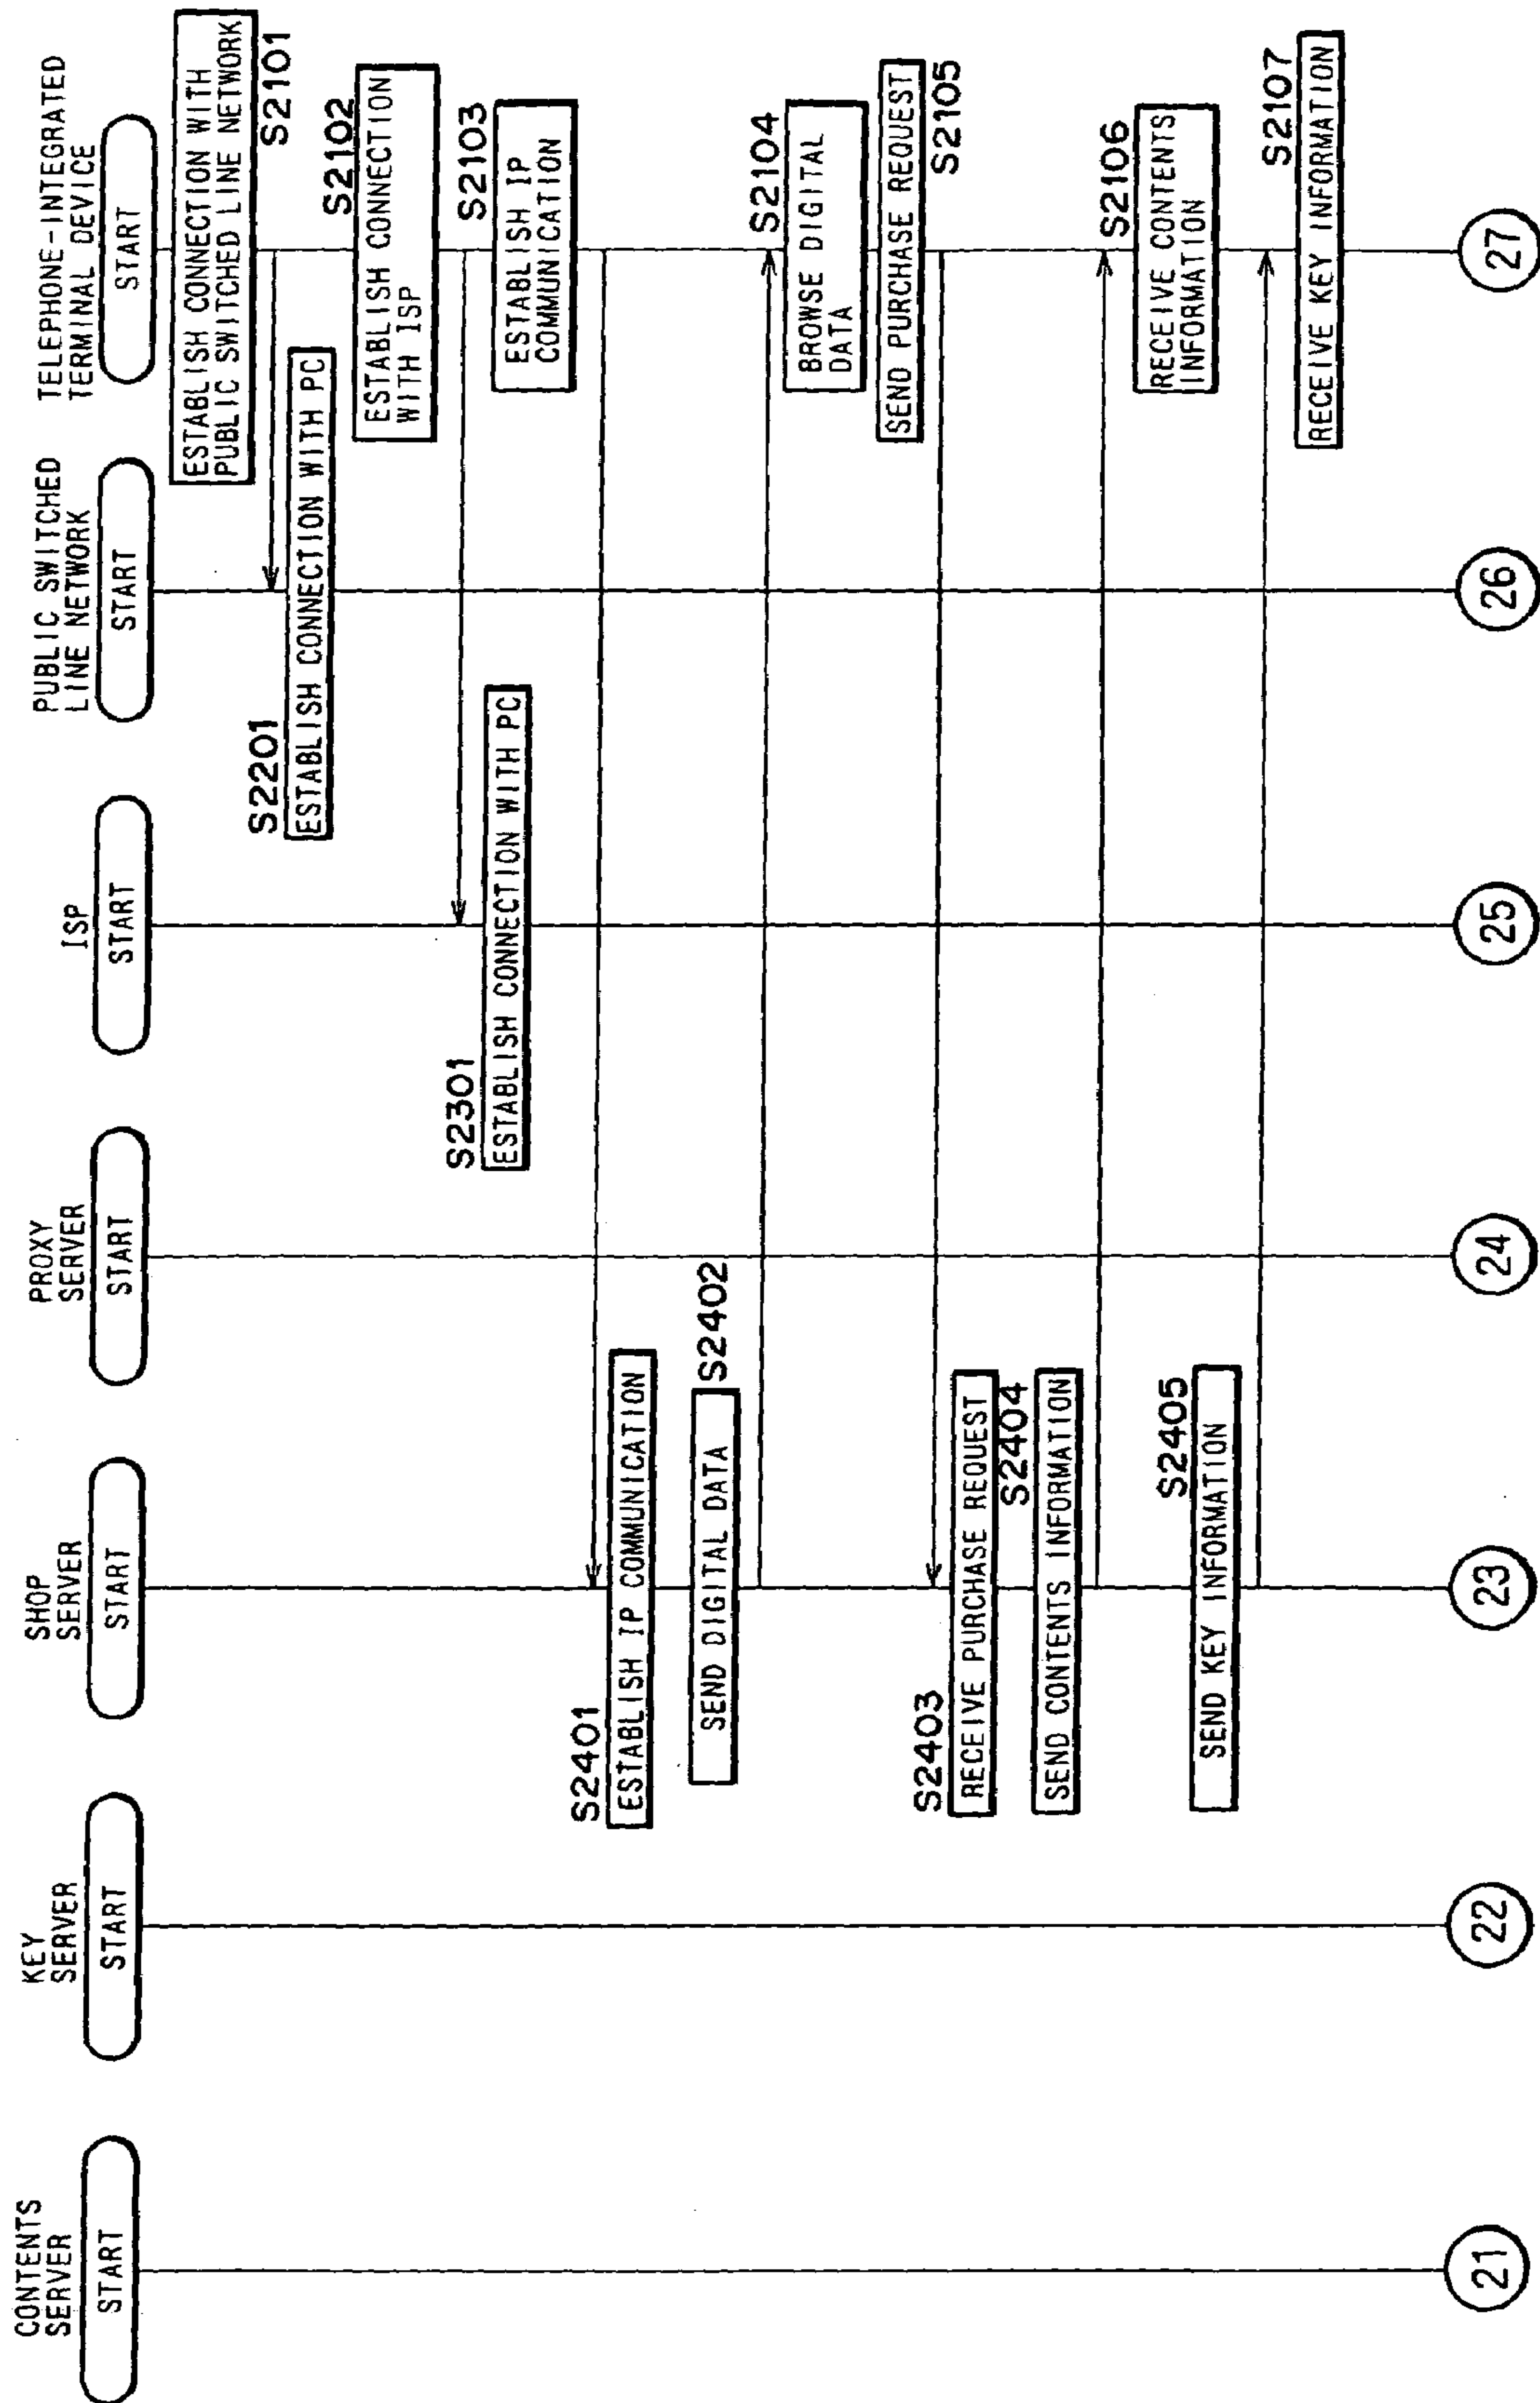 CONTENTS
SERVER
START
KEY
SERVER
START
SHOP
SERVER
START
PROXY
SERVER
START
ISP
START
PUBLIC SWITCHED
LINE NETWORK
START
TELEPHONE-INTEGRATED
TERMINAL DEVICE
START
ESTABLISH CONNECTION WITH
PUBLIC SWITCHED LINE NETWORK
S2101
S2201
ESTABLISH CONNECTION WITH PC
S2102
ESTABLISH CONNECTION
WITH ISP
S2301
ESTABLISH CONNECTION WITH PC
S2103
ESTABLISH IP
COMMUNICATION
S2401
ESTABLISH IP COMMUNICATION
SEND DIGITAL DATA
S2402
S2104
BROWSE DIGITAL
DATA
SEND PURCHASE REQUEST
S2105
S2403
RECEIVE PURCHASE REQUEST
S2404
SEND CONTENTS INFORMATION
S2106
RECEIVE CONTENTS
INFORMATION
S2405
SEND KEY INFORMATION
S2107
RECEIVE KEY INFORMATION
21
22
23
24
25
26
27